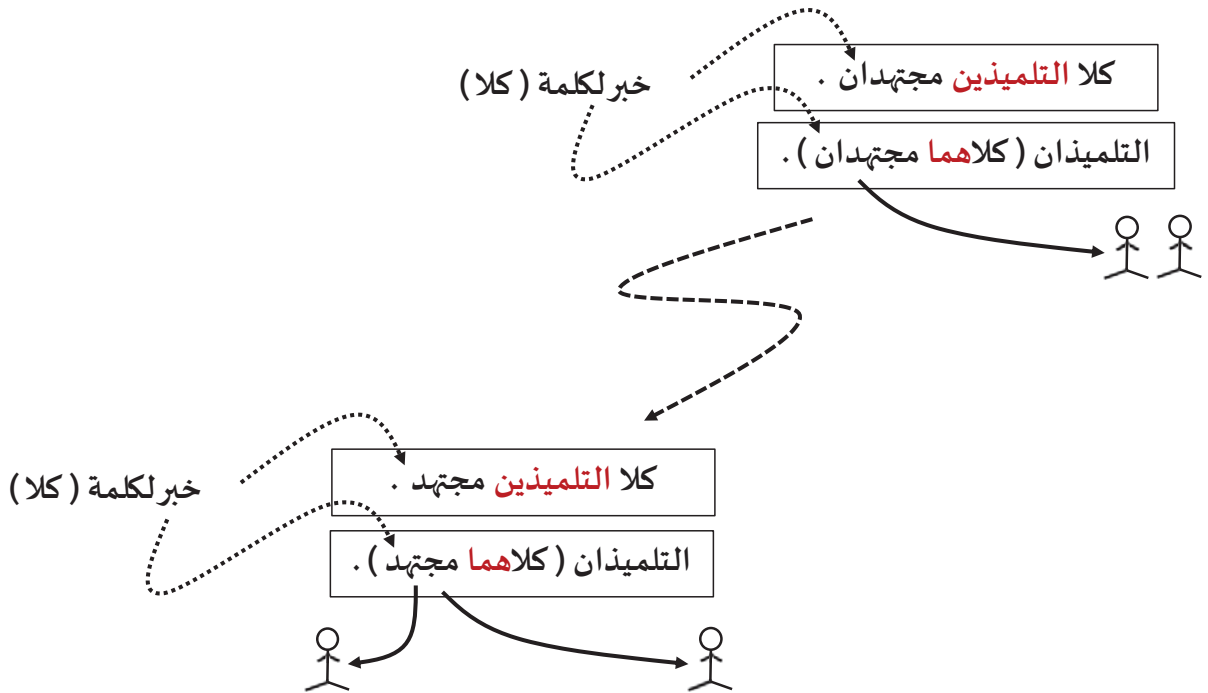 كلا التلميذين مجتهدان .
خبر لكلمة ( كلا )
التلميذان ( كلاهما مجتهدان ) .
كلا التلميذين مجتهد .
خبر لكلمة ( كلا )
التلميذان ( كلاهما مجتهد ) .